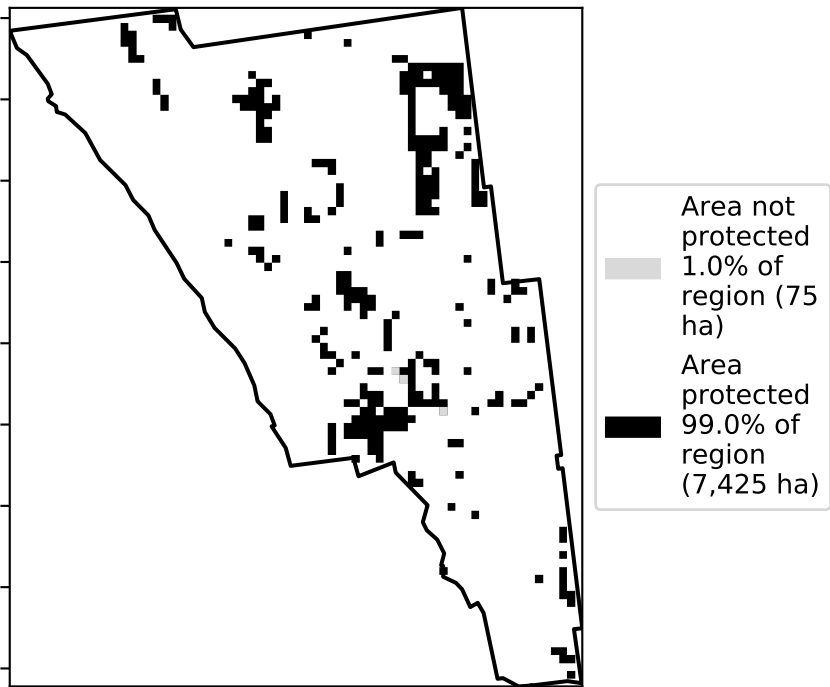 Area not
protected
1.0% of
region (75
ha)
Area
protected
99.0% of
region
(7,425 ha)